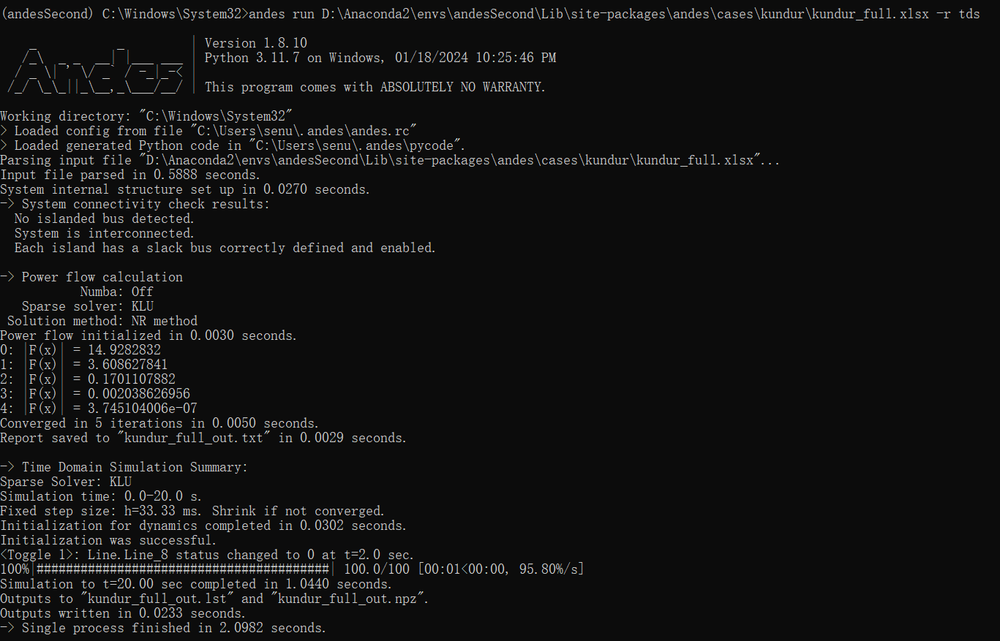 (andesSecond) C:\Windows\System32>andes run D:\Anaconda2\envs\andesSecond\Lib\site-packages\andes\cases\kundur\kundur_full.xlsx -r tds
Andes
Version 1.8.10
Python 3.11.7 on Windows, 01/18/2024 10:25:46 PM
This program comes with ABSOLUTELY NO WARRANTY.
Working directory: "C:\Windows\System32"
> Loaded config from file "C:\Users\senu\.andes\andes.rc"
> Loaded generated Python code in "C:\Users\senu\.andes\pycode".
Parsing input file "D:\Anaconda2\envs\andesSecond\Lib\site-packages\andes\cases\kundur\kundur_full.xlsx"...
Input file parsed in 0.5888 seconds.
System internal structure set up in 0.0270 seconds.
-> System connectivity check results:
  No islanded bus detected.
  System is interconnected.
  Each island has a slack bus correctly defined and enabled.
-> Power flow calculation
           Numba: Off
   Sparse solver: KLU
 Solution method: NR method
Power flow initialized in 0.0030 seconds.
0: |F(x)| = 14.9282832
1: |F(x)| = 3.608627841
2: |F(x)| = 0.1701107882
3: |F(x)| = 0.002038626956
4: |F(x)| = 3.745104006e-07
Converged in 5 iterations in 0.0050 seconds.
Report saved to "kundur_full_out.txt" in 0.0029 seconds.
-> Time Domain Simulation Summary:
Sparse Solver: KLU
Simulation time: 0.0-20.0 s.
Fixed step size: h=33.33 ms. Shrink if not converged.
Initialization for dynamics completed in 0.0302 seconds.
Initialization was successful.
<Toggle 1>: Line.Line_8 status changed to 0 at t=2.0 sec.
100%|########################################| 100.0/100 [00:01<00:00, 95.80%/s]
Simulation to t=20.00 sec completed in 1.0440 seconds.
Outputs to "kundur_full_out.lst" and "kundur_full_out.npz".
Outputs written in 0.0233 seconds.
-> Single process finished in 2.0982 seconds.